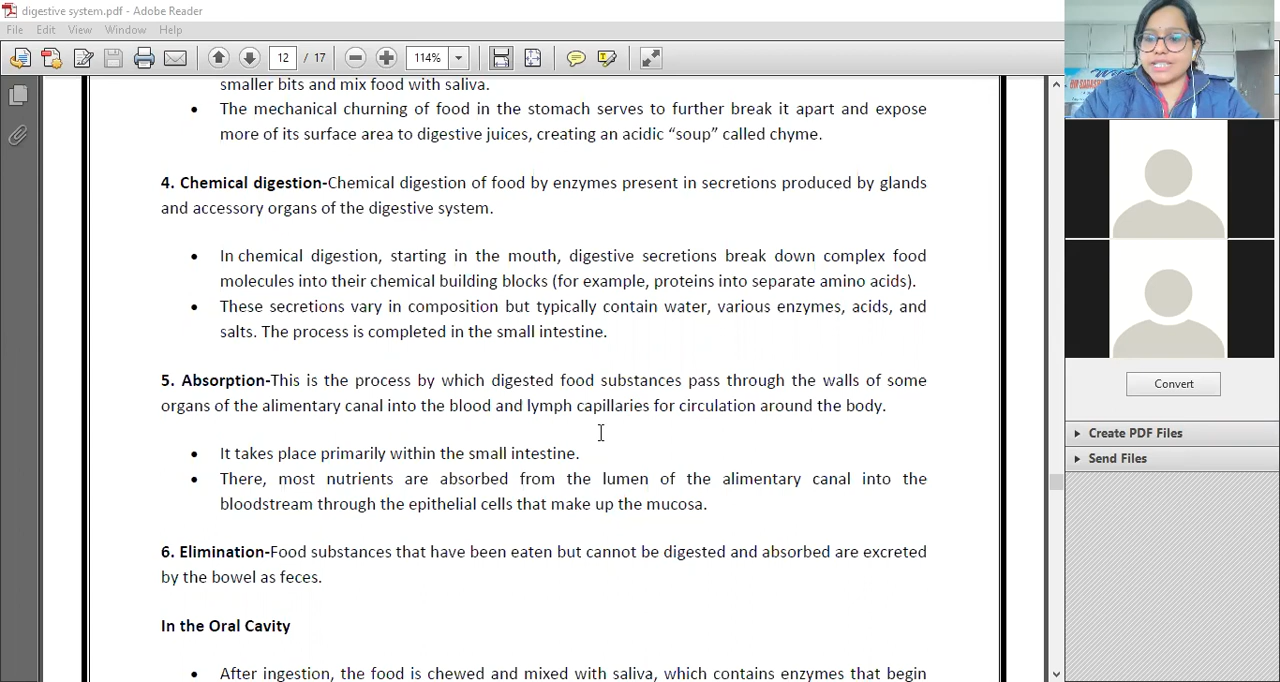 digestive system.pdf - Adobe Reader
File Edit View Window Help
12 / 17 114%
smaller bits and mix food with saliva.
• The mechanical churning of food in the stomach serves to further break it apart and expose
more of its surface area to digestive juices, creating an acidic “soup” called chyme.
4. Chemical digestion-Chemical digestion of food by enzymes present in secretions produced by glands
and accessory organs of the digestive system.
• In chemical digestion, starting in the mouth, digestive secretions break down complex food
molecules into their chemical building blocks (for example, proteins into separate amino acids).
• These secretions vary in composition but typically contain water, various enzymes, acids, and
salts. The process is completed in the small intestine.
5. Absorption-This is the process by which digested food substances pass through the walls of some
organs of the alimentary canal into the blood and lymph capillaries for circulation around the body.
• It takes place primarily within the small intestine.
• There, most nutrients are absorbed from the lumen of the alimentary canal into the
bloodstream through the epithelial cells that make up the mucosa.
6. Elimination-Food substances that have been eaten but cannot be digested and absorbed are excreted
by the bowel as feces.
In the Oral Cavity
• After ingestion, the food is chewed and mixed with saliva, which contains enzymes that begin
Convert
Create PDF Files
Send Files